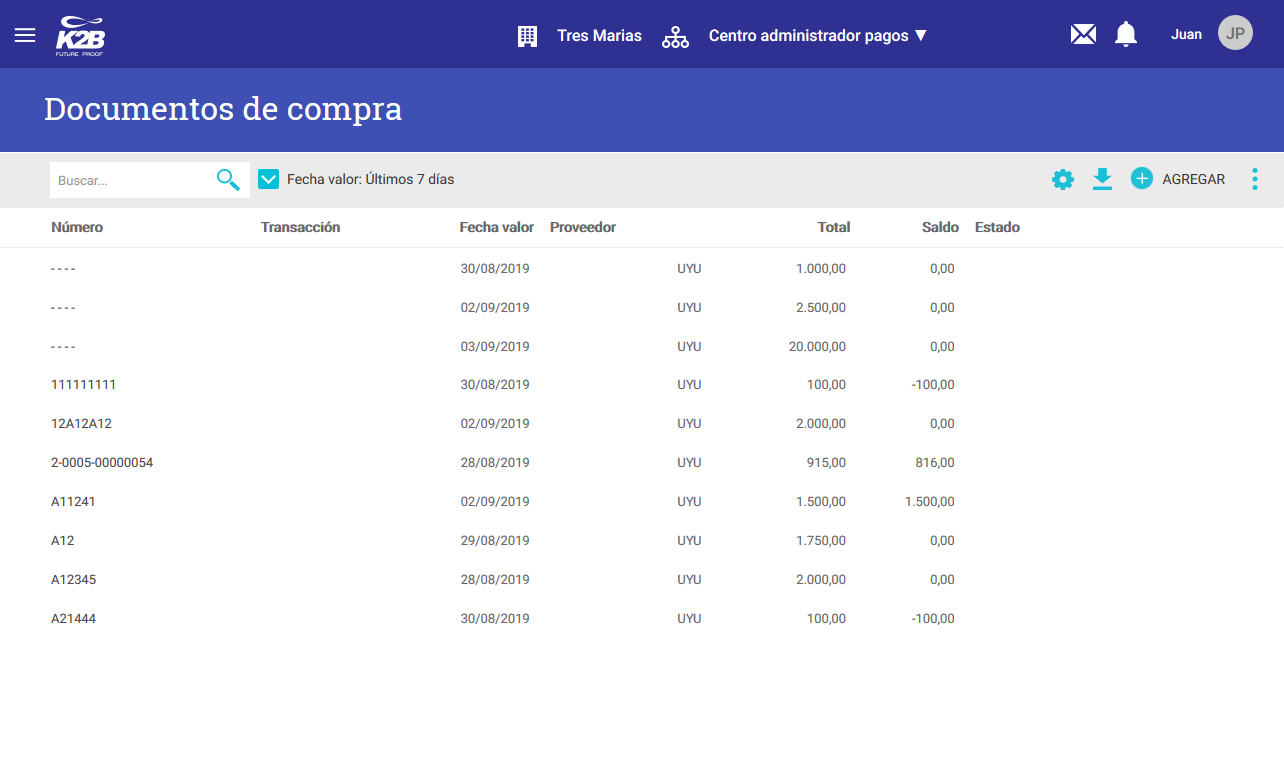 K2B
FUTURE PROOF
Tres Marias Centro administrador pagos ▼ Juan JP
Documentos de compra
Buscar... Fecha valor: Últimos 7 días AGREGAR
Número Transacción Fecha valor Proveedor Total Saldo Estado
- - - - 30/08/2019 UYU 1.000,00 0,00
- - - - 02/09/2019 UYU 2.500,00 0,00
- - - - 03/09/2019 UYU 20.000,00 0,00
111111111 30/08/2019 UYU 100,00 -100,00
12A12A12 02/09/2019 UYU 2.000,00 0,00
2-0005-00000054 28/08/2019 UYU 915,00 816,00
A11241 02/09/2019 UYU 1.500,00 1.500,00
A12 29/08/2019 UYU 1.750,00 0,00
A12345 28/08/2019 UYU 2.000,00 0,00
A21444 30/08/2019 UYU 100,00 -100,00